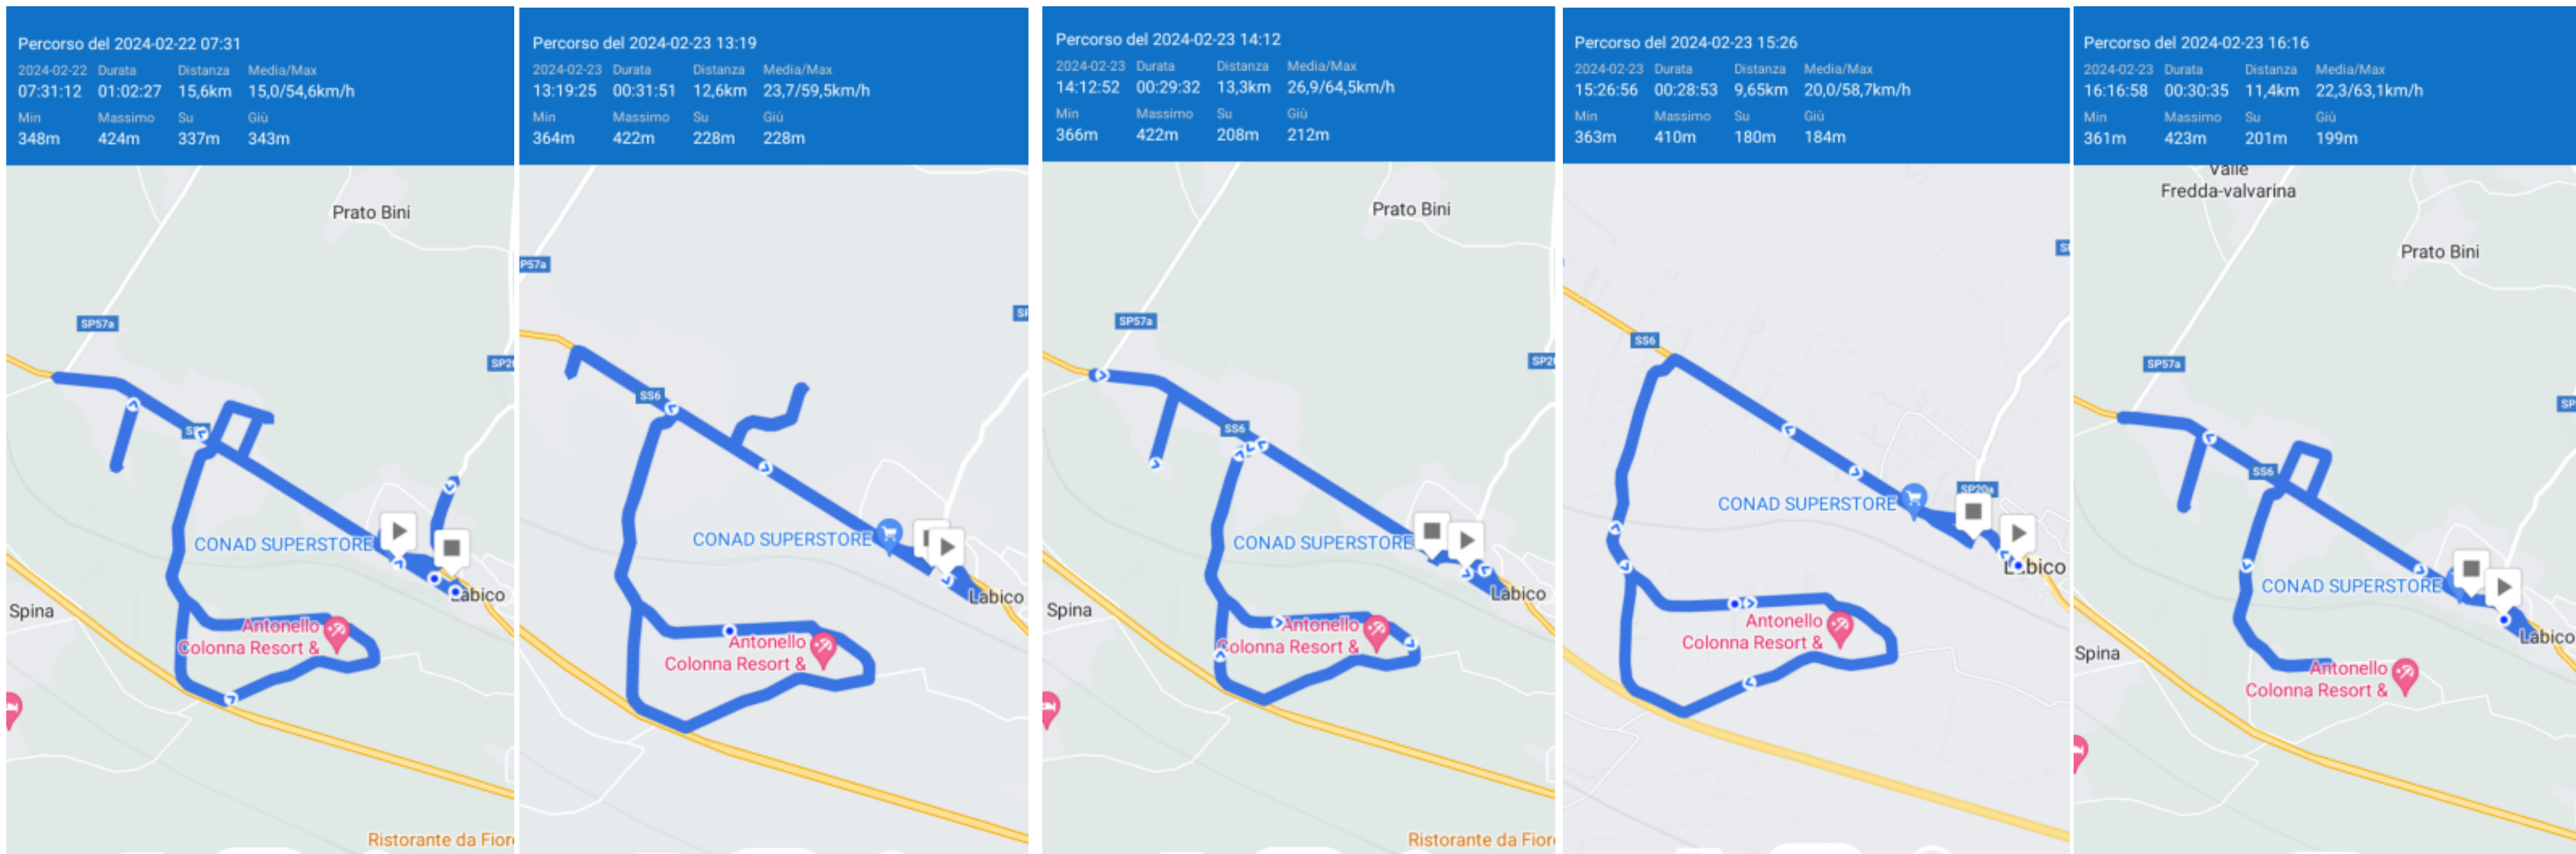 Percorso del 2024-02-22 07:31
2024-02-22 Durata Distanza Media/Max
07:31:12 01:02:27 15,6km 15,0/54,6km/h
Min Massimo Su Giù
348m 424m 337m 343m
Prato Bini
SP57a
SP20
CONAD SUPERSTORE
Labico
Spina
Antonello
Colonna Resort &
Ristorante da Fior
Percorso del 2024-02-23 13:19
2024-02-23 Durata Distanza Media/Max
13:19:25 00:31:51 12,6km 23,7/59,5km/h
Min Massimo Su Giù
364m 422m 228m 228m
P57a
SS6
CONAD SUPERSTORE
Labico
Antonello
Colonna Resort &
Percorso del 2024-02-23 14:12
2024-02-23 Durata Distanza Media/Max
14:12:52 00:29:32 13,3km 26,9/64,5km/h
Min Massimo Su Giù
366m 422m 208m 212m
Prato Bini
SP57a
SP20
SS6
CONAD SUPERSTORE
Labico
Spina
Antonello
Colonna Resort &
Ristorante da Fior
Percorso del 2024-02-23 15:26
2024-02-23 Durata Distanza Media/Max
15:26:56 00:28:53 9,65km 20,0/58,7km/h
Min Massimo Su Giù
363m 410m 180m 184m
SS6
SP20a
CONAD SUPERSTORE
Labico
Antonello
Colonna Resort &
Percorso del 2024-02-23 16:16
2024-02-23 Durata Distanza Media/Max
16:16:58 00:30:35 11,4km 22,3/63,1km/h
Min Massimo Su Giù
361m 423m 201m 199m
Valle
Fredda-valvarina
Prato Bini
SP57a
SP
SS6
CONAD SUPERSTORE
Labico
Spina
Antonello
Colonna Resort &